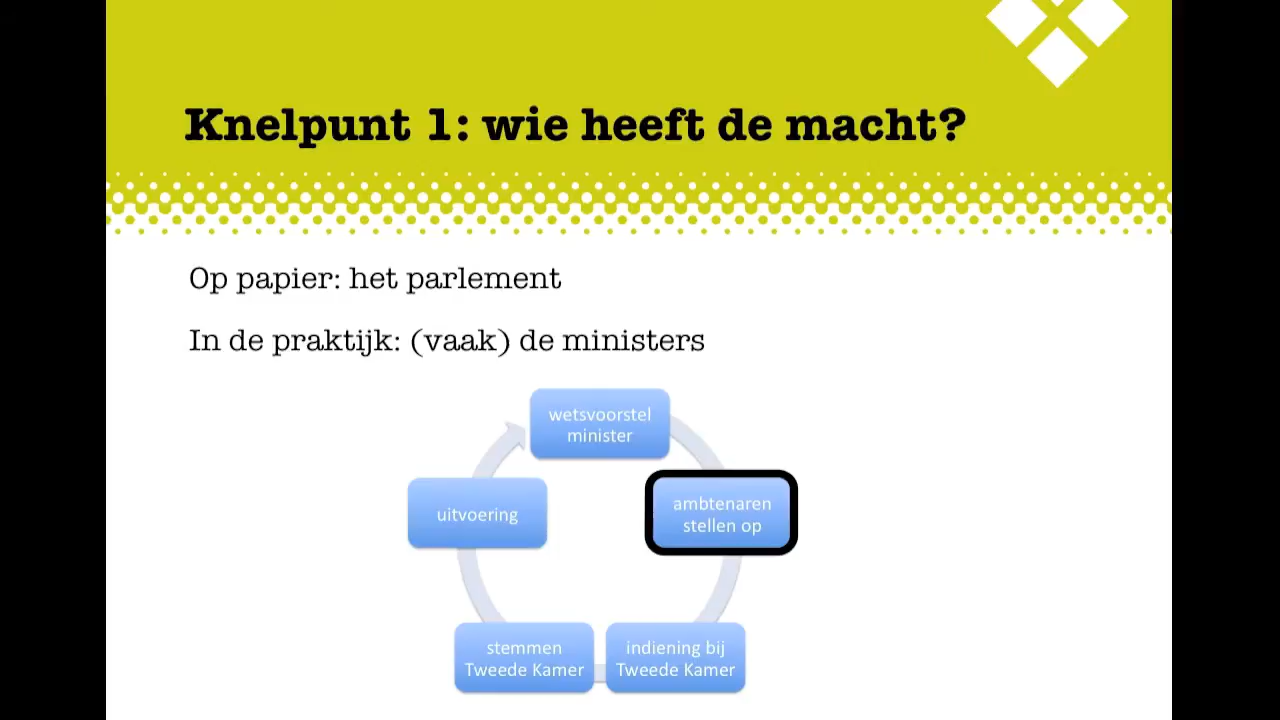 Knelpunt 1: wie heeft de macht?
Op papier: het parlement
In de praktijk: (vaak) de ministers
wetsvoorstel
minister
ambtenaren
stellen op
uitvoering
stemmen
Tweede Kamer
indiening bij
Tweede Kamer